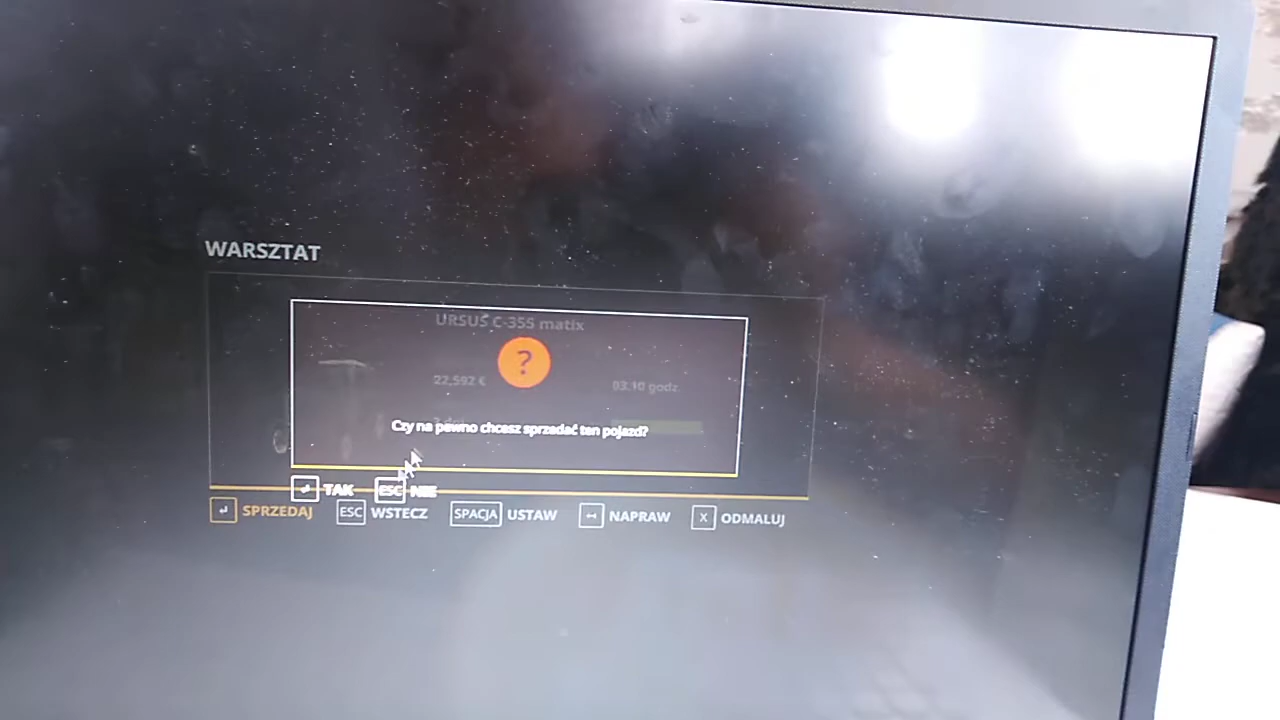 WARSZTAT
URSUS C-355 matix
?
22,592 € 03.10 godz
Czy na pewno chcesz sprzedać ten pojazd?
TAK ESC NIE
SPRZEDAJ ESC WSTECZ SPACJA USTAW NAPRAW X ODMALUJ